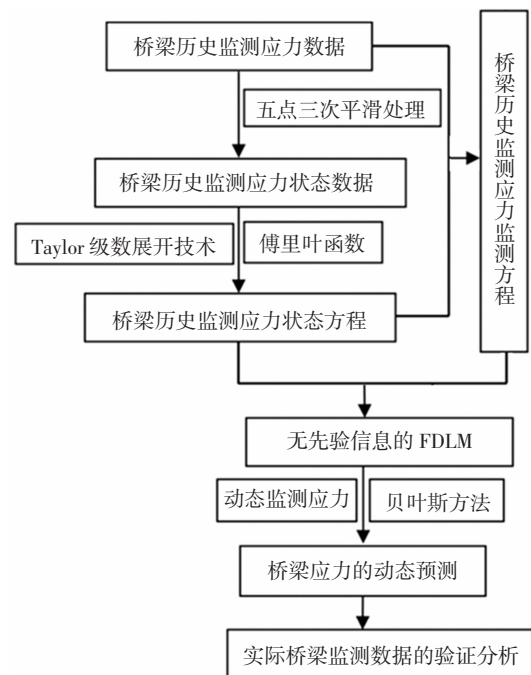 桥梁历史监测应力数据
五点三次平滑处理
桥梁历史监测应力状态数据
Taylor 级数展开技术
傅里叶函数
桥梁历史监测应力状态方程
桥梁历史监测应力监测方程
无先验信息的 FDLM
动态监测应力
贝叶斯方法
桥梁应力的动态预测
实际桥梁监测数据的验证分析